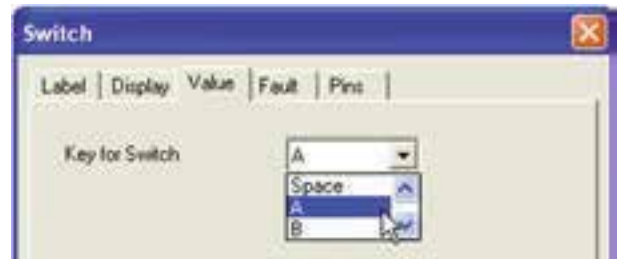 Switch
Label Display Value Fault Pins
Key for Switch A
Space
A
B